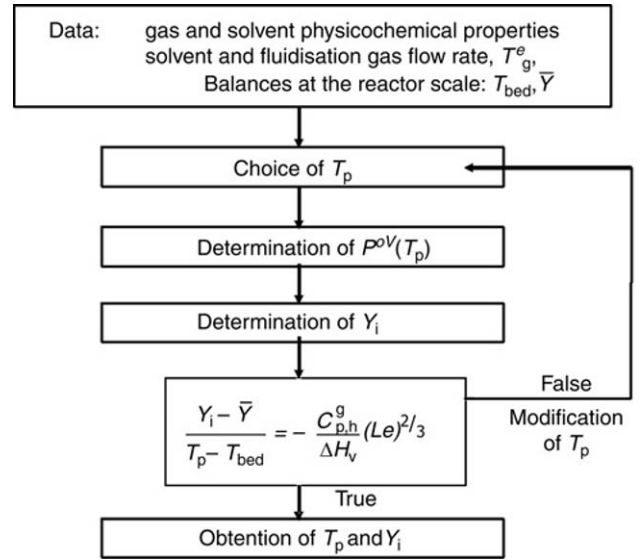 Data: gas and solvent physicochemical properties
solvent and fluidisation gas flow rate, T^e_g,
Balances at the reactor scale: T_bed, Y̅
Choice of T_p
Determination of P^oV(T_p)
Determination of Y_i
(Y_i – Y̅)/(T_p – T_bed) = – (C^g_p,h/ΔH_v)(Le)^2/3
False
Modification
of T_p
True
Obtention of T_p and Y_i